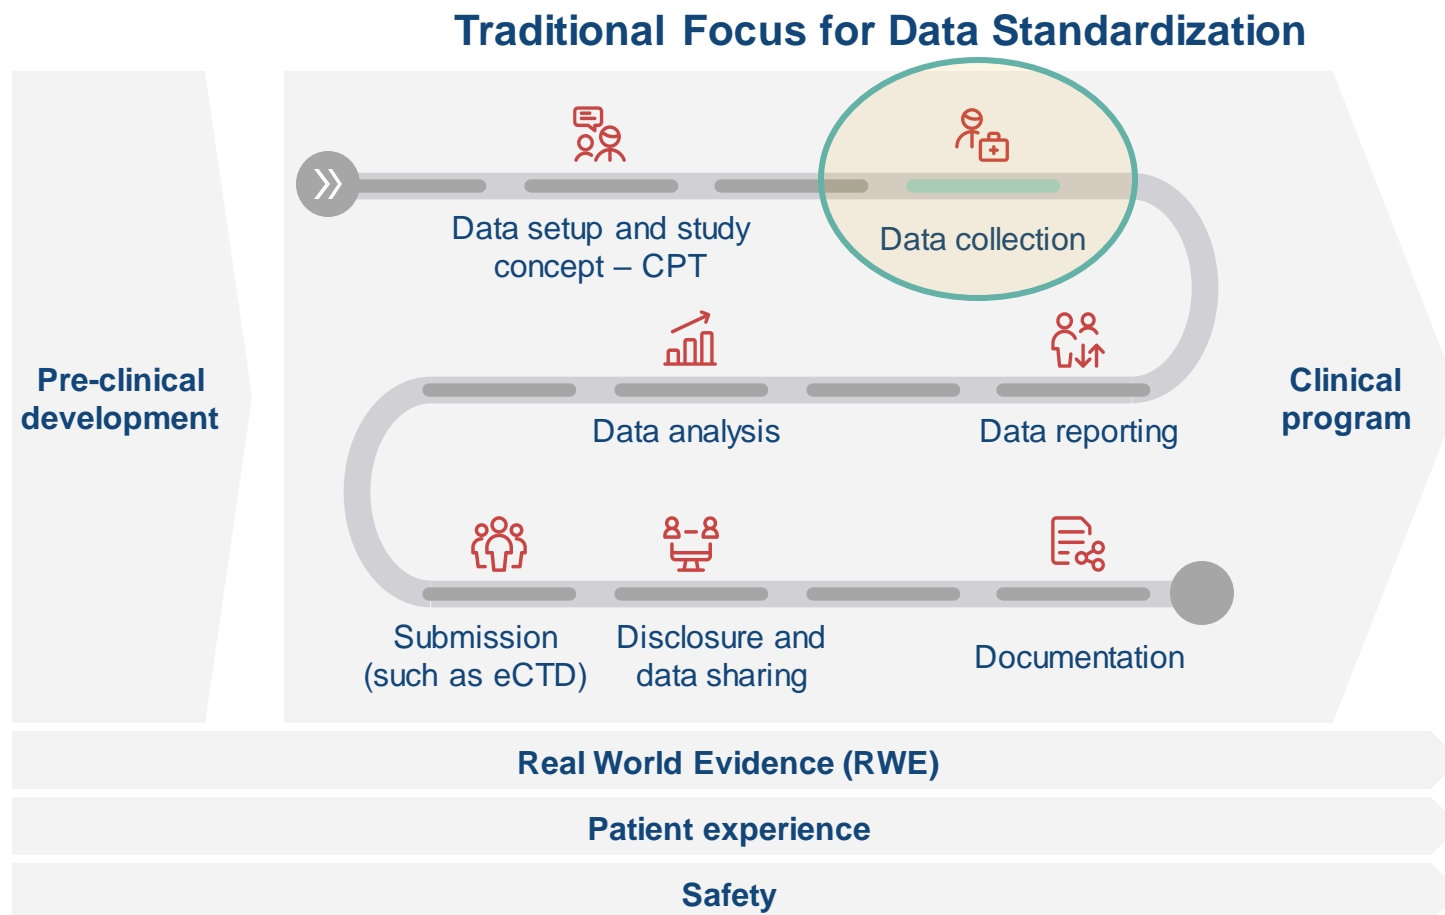 Traditional Focus for Data Standardization
Data setup and study
concept – CPT
Data collection
Pre-clinical
development
Data analysis
Data reporting
Clinical
program
Submission
(such as eCTD)
Disclosure and
data sharing
Documentation
Real World Evidence (RWE)
Patient experience
Safety